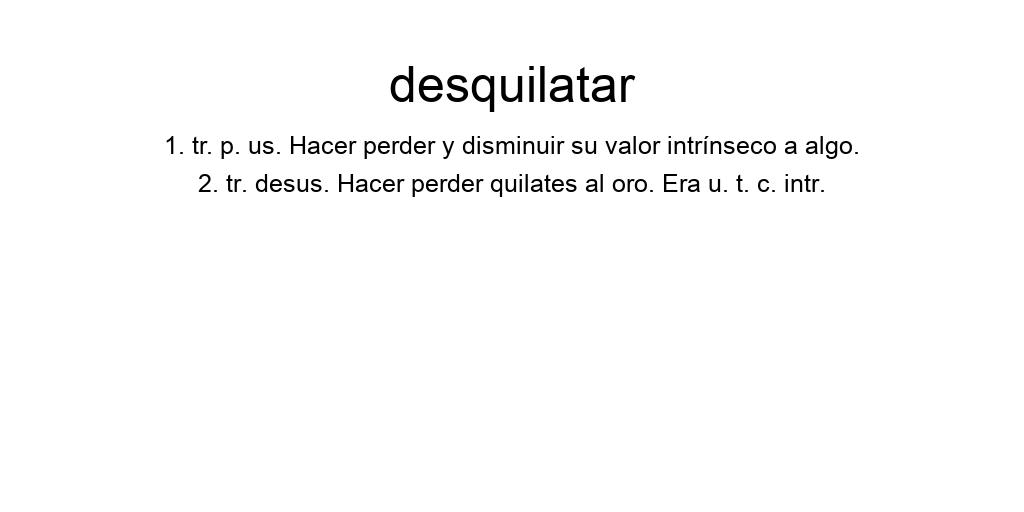 desquilatar
1. tr. p. us. Hacer perder y disminuir su valor intrínseco a algo.
2. tr. desus. Hacer perder quilates al oro. Era u. t. c. intr.